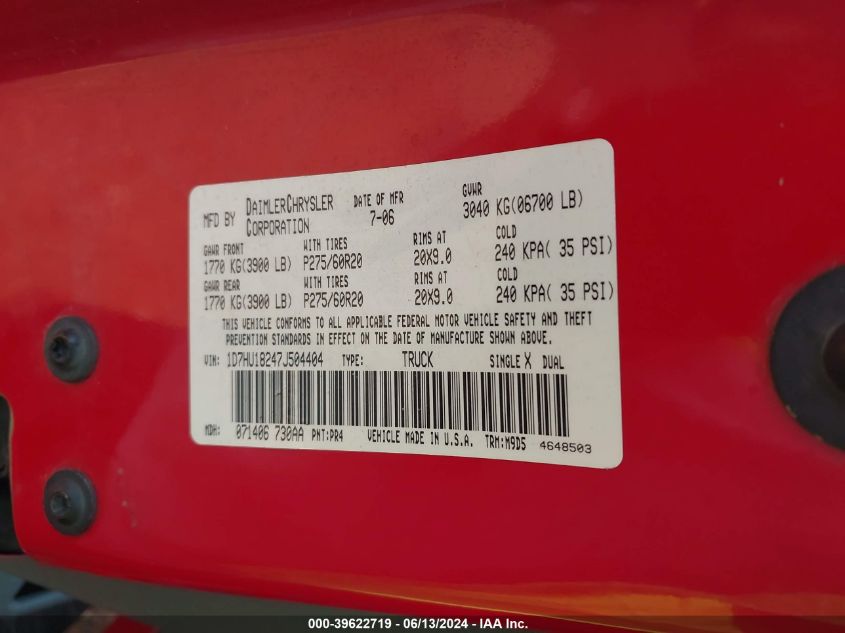 MFD BY DAIMLERCHRYSLER CORPORATION DATE OF MFR 7-06 GVWR 3040 KG(06700 LB)
GAWR FRONT WITH TIRES RIMS AT COLD
1770 KG(3900 LB) P275/60R20 20X9.0 240 KPA( 35 PSI)
GAWR REAR WITH TIRES RIMS AT COLD
1770 KG(3900 LB) P275/60R20 20X9.0 240 KPA( 35 PSI)
THIS VEHICLE CONFORMS TO ALL APPLICABLE FEDERAL MOTOR VEHICLE SAFETY AND THEFT
PREVENTION STANDARDS IN EFFECT ON THE DATE OF MANUFACTURE SHOWN ABOVE.
VIN: 1D7HU18247J504404 TYPE: TRUCK SINGLE X DUAL
MDH: 071406 730AA PNT:PR4 VEHICLE MADE IN U.S.A. TRM:M9D5 4648503
000-39622719 - 06/13/2024 - IAA Inc.